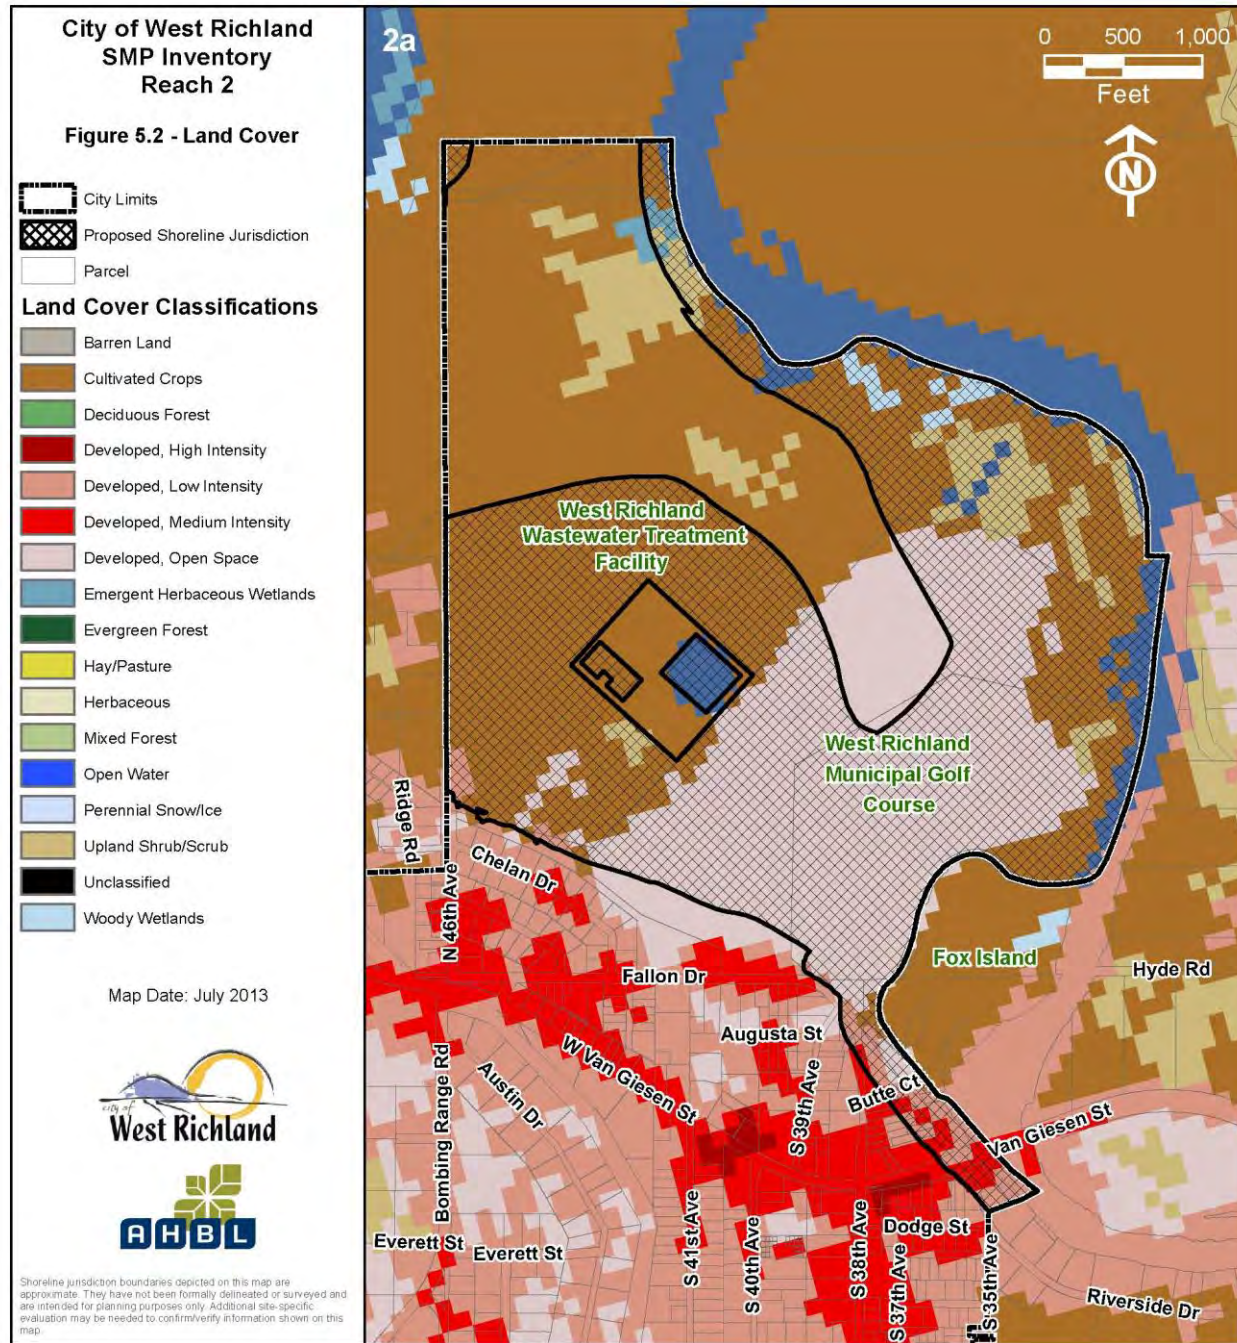 City of West Richland
SMP Inventory
Reach 2
Figure 5.2 - Land Cover
City Limits
Proposed Shoreline Jurisdiction
Parcel
Land Cover Classifications
Barren Land
Cultivated Crops
Deciduous Forest
Developed, High Intensity
Developed, Low Intensity
Developed, Medium Intensity
Developed, Open Space
Emergent Herbaceous Wetlands
Evergreen Forest
Hay/Pasture
Herbaceous
Mixed Forest
Open Water
Perennial Snow/Ice
Upland Shrub/Scrub
Unclassified
Woody Wetlands
Map Date: July 2013
city of
West Richland
AHBL
Shoreline jurisdiction boundaries depicted on this map are
approximate. They have not been formally delineated or surveyed and
are intended for planning purposes only. Additional site-specific
evaluation may be needed to confirm/verify information shown on this
map.
2a
0 500 1,000
Feet
N
West Richland
Wastewater Treatment
Facility
West Richland
Municipal Golf
Course
Fox Island
Ridge Rd
N 46th Ave
Chelan Dr
Fallon Dr
Hyde Rd
Augusta St
W Van Giesen St
S 39th Ave
Butte Ct
Van Giesen St
Bombing Range Rd
Austin Dr
Everett St
Everett St
S 41st Ave
S 40th Ave
S 38th Ave
S 37th Ave
Dodge St
S 35th Ave
Riverside Dr